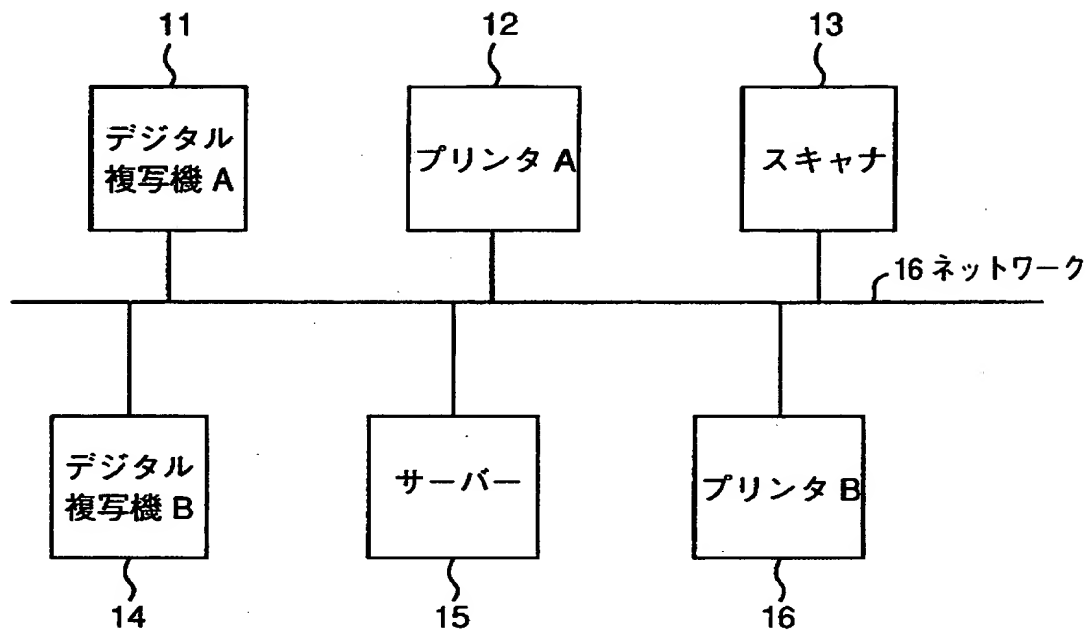 11
12
13
デジタル
複写機 A
プリンタ A
スキャナ
16 ネットワーク
デジタル
複写機 B
サーバー
プリンタ B
14
15
16